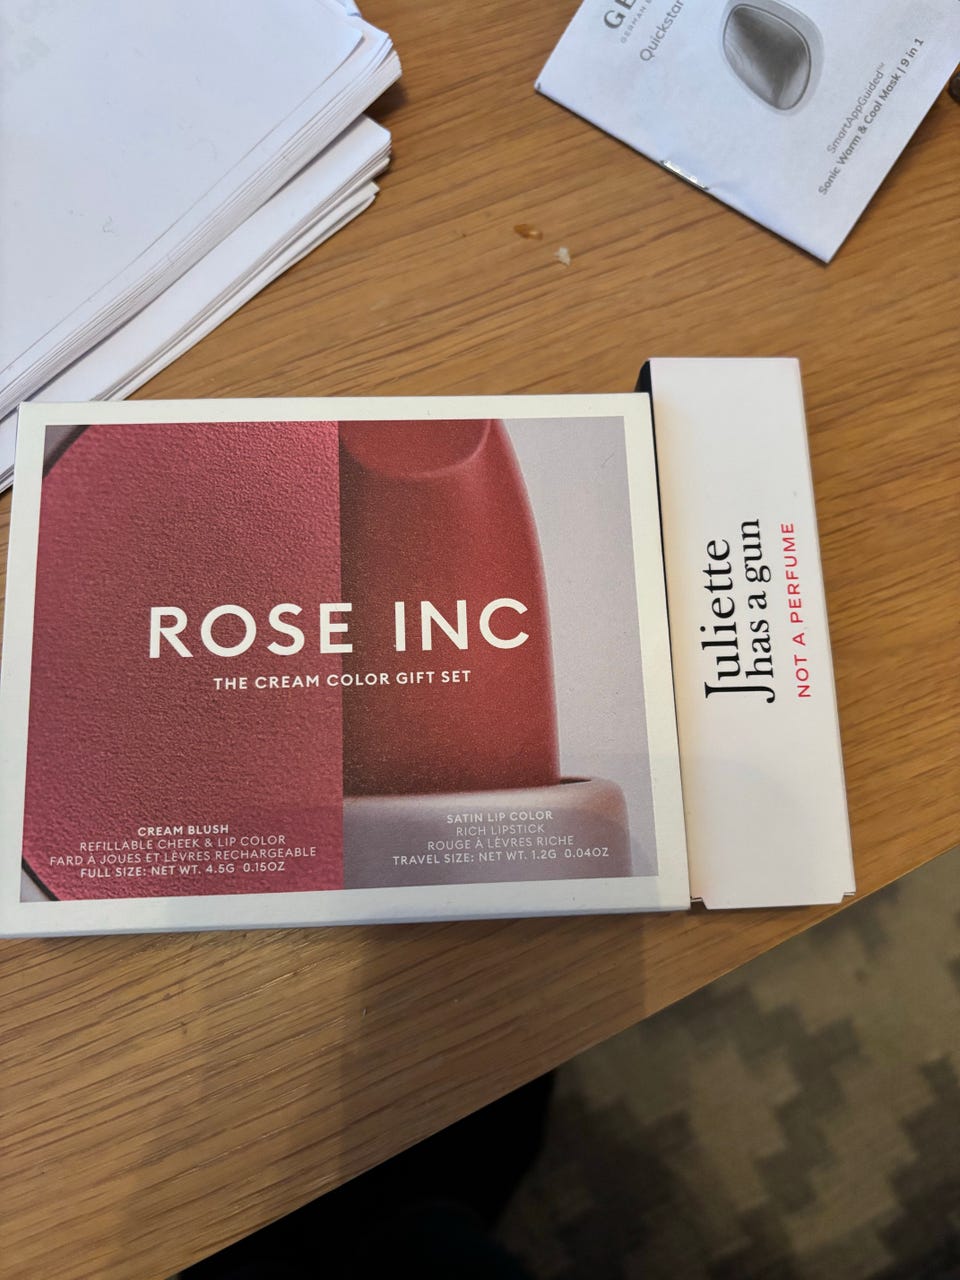 Quickstar
SmartAppGuided™
Sonic Warm & Cool Mask | 9 in 1
ROSE INC
THE CREAM COLOR GIFT SET
CREAM BLUSH
REFILLABLE CHEEK & LIP COLOR
FARD À JOUES ET LÈVRES RECHARGEABLE
FULL SIZE: NET WT. 4.5G 0.15OZ
SATIN LIP COLOR
RICH LIPSTICK
ROUGE À LÈVRES RICHE
TRAVEL SIZE: NET WT. 1.2G 0.04OZ
Juliette
has a gun
NOT A PERFUME